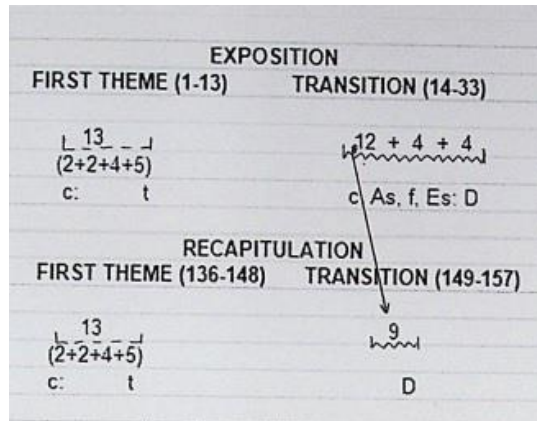 EXPOSITION
FIRST THEME (1-13) TRANSITION (14-33)
13 12 + 4 + 4
(2+2+4+5)
c: t c As, f, Es: D
RECAPITULATION
FIRST THEME (136-148) TRANSITION (149-157)
13 9
(2+2+4+5)
c: t D